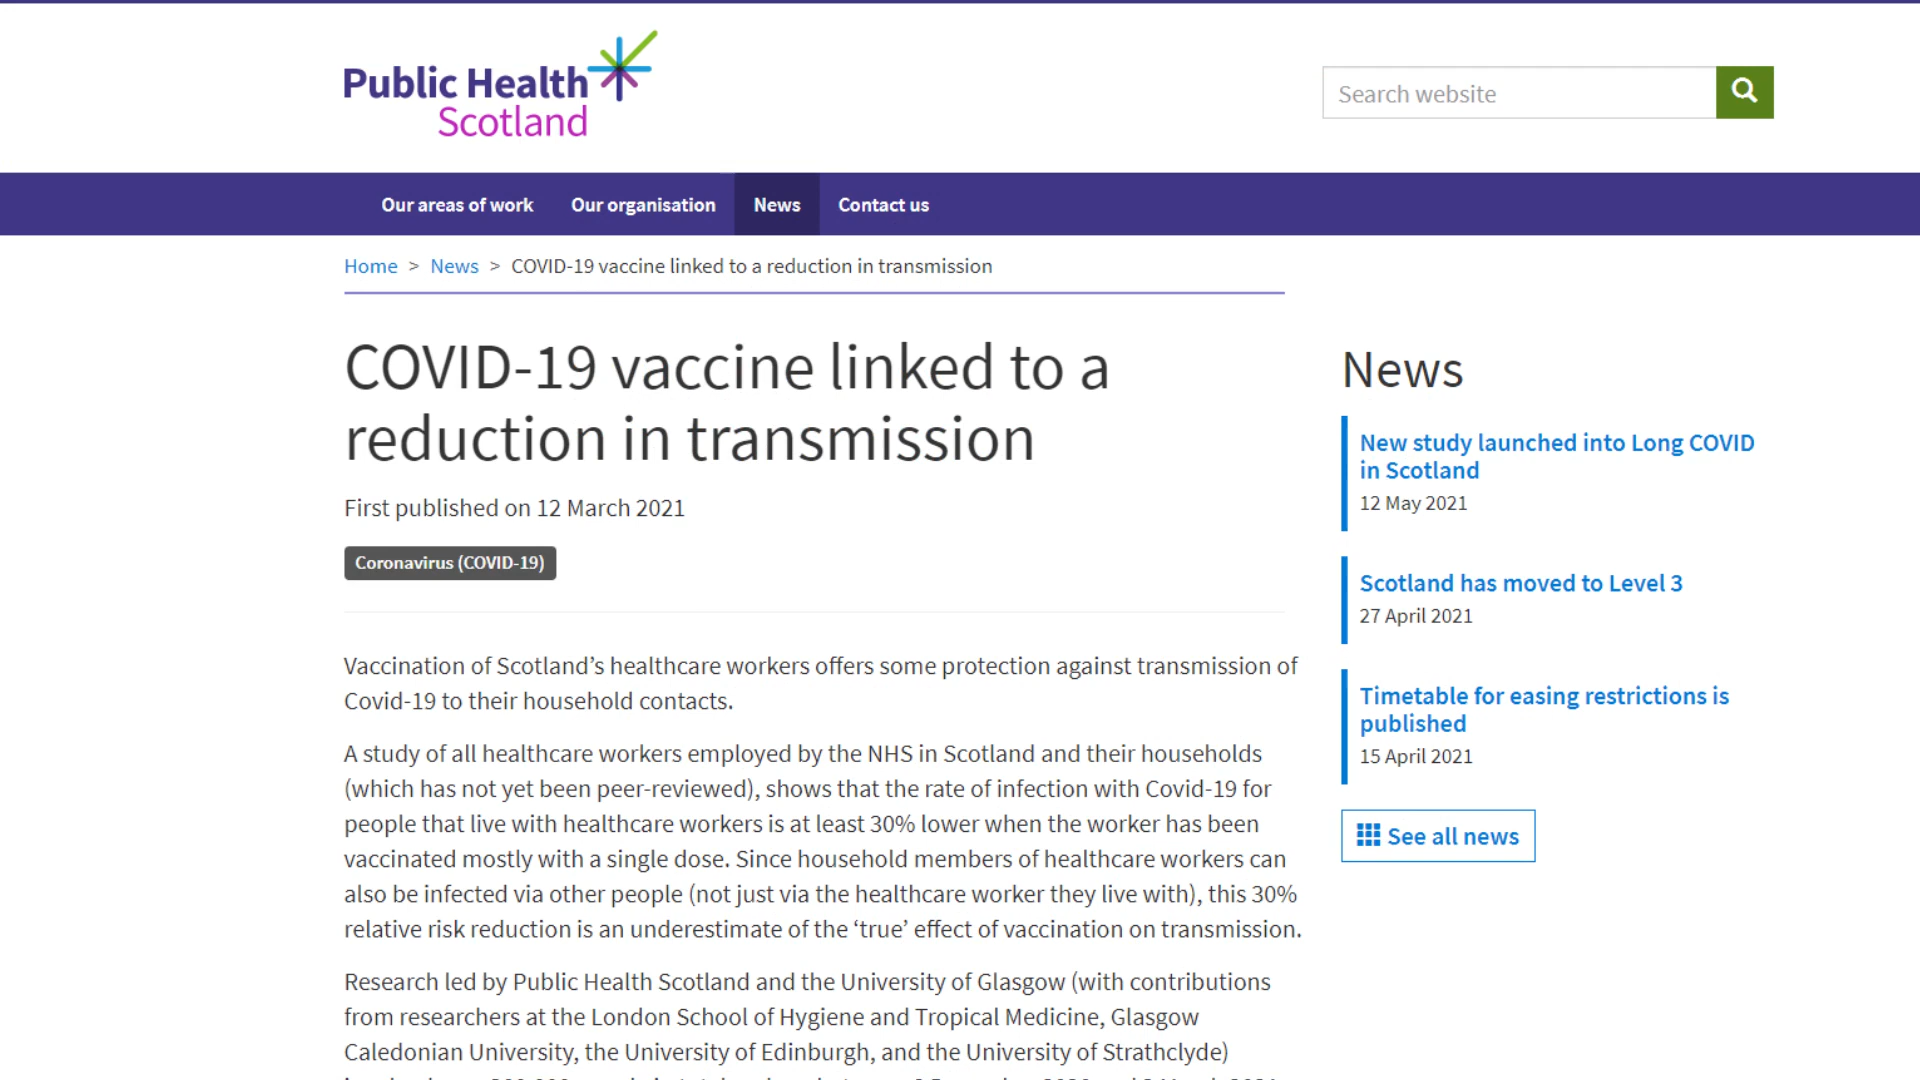 Public Health
Scotland
Search website
Our areas of work
Our organisation
News
Contact us
Home > News > COVID-19 vaccine linked to a reduction in transmission
COVID-19 vaccine linked to a
reduction in transmission
First published on 12 March 2021
Coronavirus (COVID-19)
Vaccination of Scotland’s healthcare workers offers some protection against transmission of
Covid-19 to their household contacts.
A study of all healthcare workers employed by the NHS in Scotland and their households
(which has not yet been peer-reviewed), shows that the rate of infection with Covid-19 for
people that live with healthcare workers is at least 30% lower when the worker has been
vaccinated mostly with a single dose. Since household members of healthcare workers can
also be infected via other people (not just via the healthcare worker they live with), this 30%
relative risk reduction is an underestimate of the ‘true’ effect of vaccination on transmission.
Research led by Public Health Scotland and the University of Glasgow (with contributions
from researchers at the London School of Hygiene and Tropical Medicine, Glasgow
Caledonian University, the University of Edinburgh, and the University of Strathclyde)
News
New study launched into Long COVID
in Scotland
12 May 2021
Scotland has moved to Level 3
27 April 2021
Timetable for easing restrictions is
published
15 April 2021
See all news